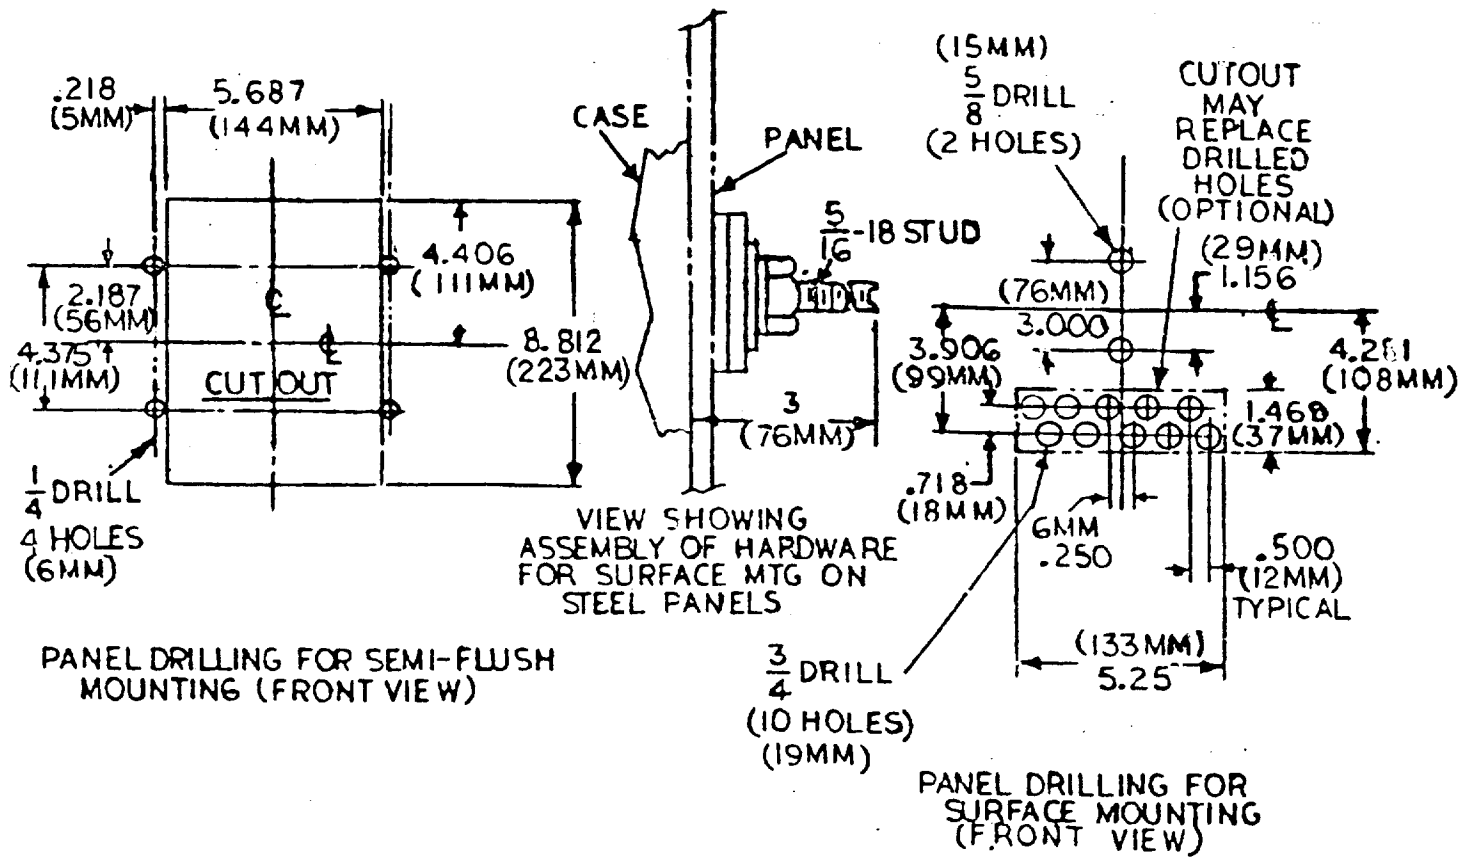 .218
(5MM)
5.687
(144MM)
4.406
(111MM)
2.187
(56MM)
4.375
(111MM)
℄
℄
CUT OUT
8.812
(223MM)
1/4 DRILL
4 HOLES
(6MM)
PANEL DRILLING FOR SEMI-FLUSH
MOUNTING (FRONT VIEW)
CASE
PANEL
5/16-18 STUD
3
(76MM)
VIEW SHOWING
ASSEMBLY OF HARDWARE
FOR SURFACE MTG ON
STEEL PANELS
(15MM)
5/8 DRILL
(2 HOLES)
CUTOUT
MAY
REPLACE
DRILLED
HOLES
(OPTIONAL)
(29MM)
1.156
(76MM)
3.000
℄
3.906
(99MM)
4.281
(108MM)
1.468
(37MM)
.718
(18MM)
6MM
.250
.500
(12MM)
TYPICAL
(133MM)
5.25
3/4 DRILL
(10 HOLES)
(19MM)
PANEL DRILLING FOR
SURFACE MOUNTING
(FRONT VIEW)